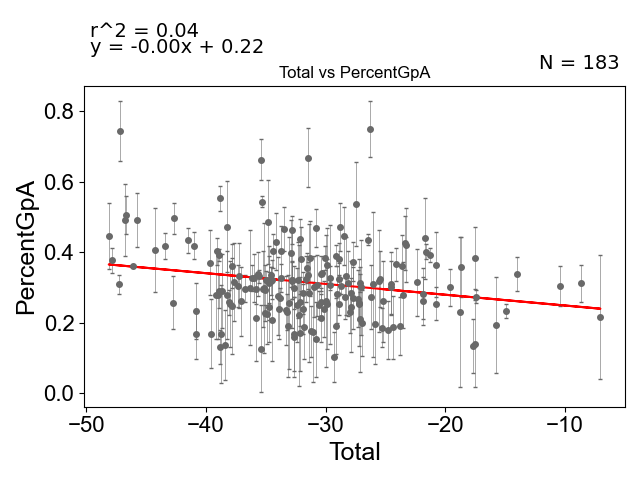 r^2 = 0.04
y = -0.00x + 0.22
N = 183
Total vs PercentGpA
PercentGpA
0.8
0.6
0.4
0.2
0.0
−50
−40
−30
−20
−10
Total